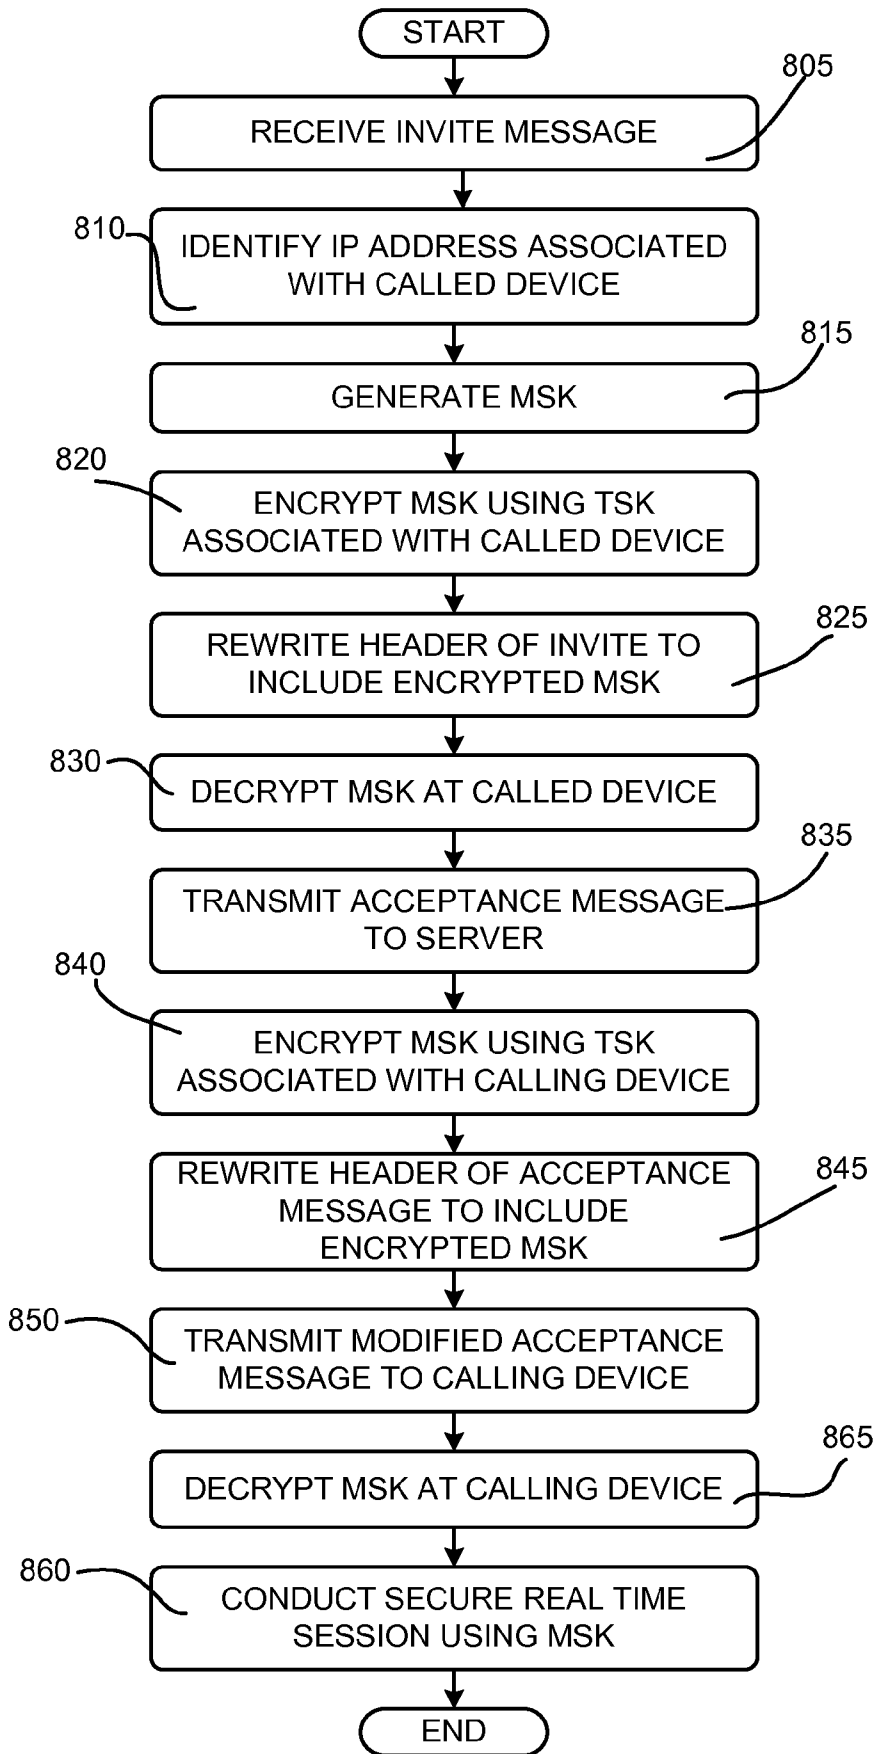 START
805
RECEIVE INVITE MESSAGE
810
IDENTIFY IP ADDRESS ASSOCIATED
WITH CALLED DEVICE
815
GENERATE MSK
820
ENCRYPT MSK USING TSK
ASSOCIATED WITH CALLED DEVICE
825
REWRITE HEADER OF INVITE TO
INCLUDE ENCRYPTED MSK
830
DECRYPT MSK AT CALLED DEVICE
835
TRANSMIT ACCEPTANCE MESSAGE
TO SERVER
840
ENCRYPT MSK USING TSK
ASSOCIATED WITH CALLING DEVICE
845
REWRITE HEADER OF ACCEPTANCE
MESSAGE TO INCLUDE
ENCRYPTED MSK
850
TRANSMIT MODIFIED ACCEPTANCE
MESSAGE TO CALLING DEVICE
865
DECRYPT MSK AT CALLING DEVICE
860
CONDUCT SECURE REAL TIME
SESSION USING MSK
END